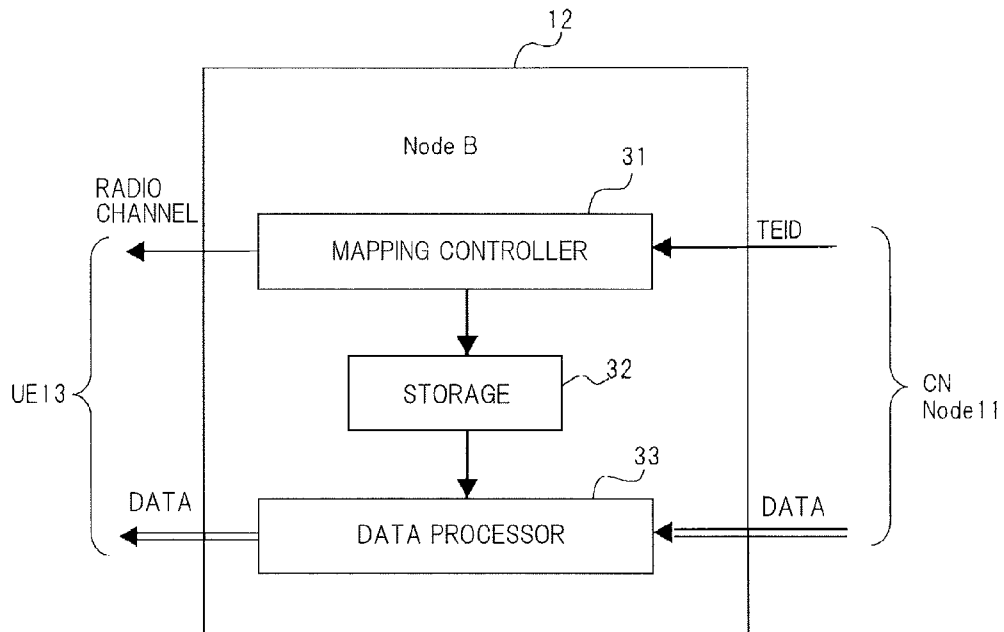 12
Node B
31
RADIO
CHANNEL
TEID
MAPPING CONTROLLER
32
STORAGE
UE13
CN
Node11
33
DATA
DATA
DATA PROCESSOR